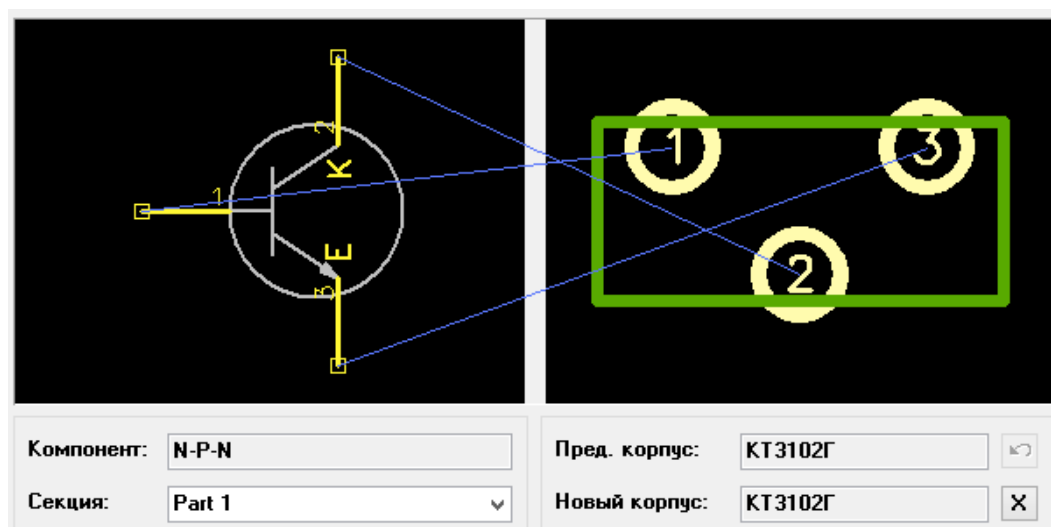 2
K
1
E
3
1
3
2
Компонент: N-P-N
Секция: Part 1
Пред. корпус: КТ3102Г
Новый корпус: КТ3102Г X